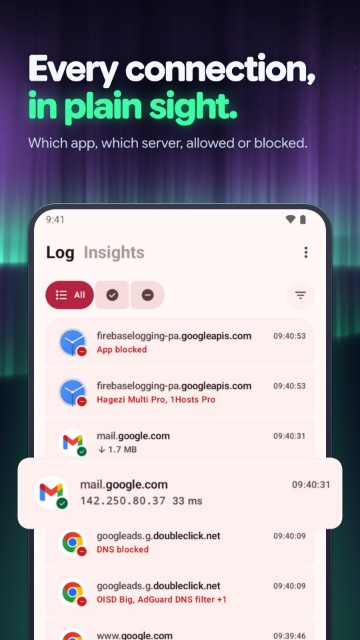 Every connection,
in plain sight.
Which app, which server, allowed or blocked.
9:41
Log Insights
All
firebaselogging-pa.googleapis.com 09:40:53
App blocked
firebaselogging-pa.googleapis.com 09:40:53
Hagezi Multi Pro, 1Hosts Pro
mail.google.com 09:40:31
↓ 1.7 MB
mail.google.com 09:40:31
142.250.80.37 33 ms
googleads.g.doubleclick.net 09:40:09
DNS blocked
googleads.g.doubleclick.net 09:40:09
OISD Big, AdGuard DNS filter +1
www.google.com 09:39:46